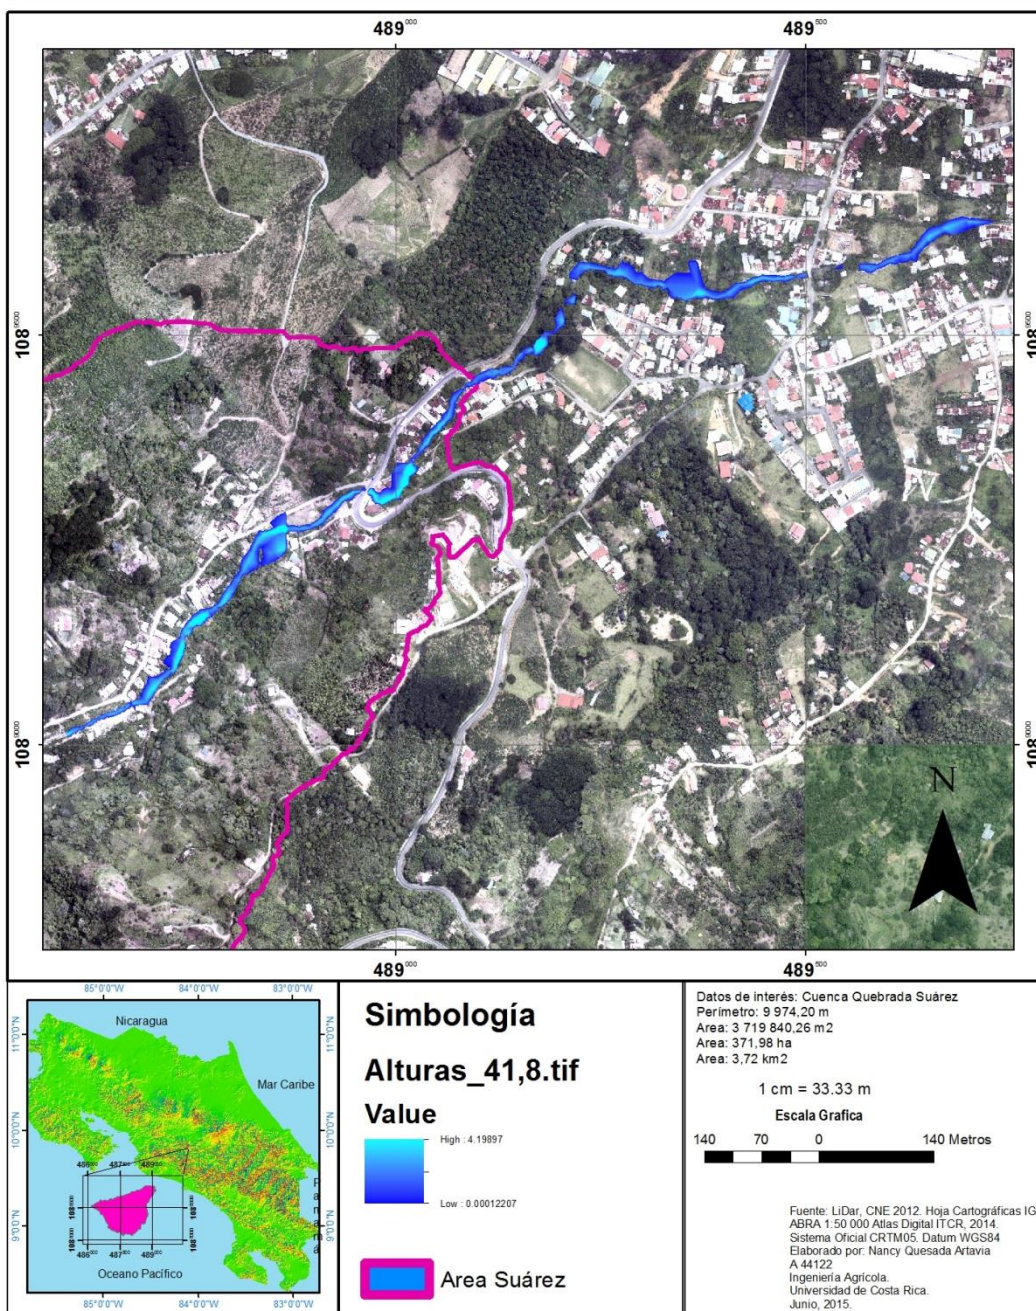 489000
489500
1089500
1089500
1089000
1089000
N
489000
489500
85°0'0"W
84°0'0"W
83°0'0"W
11°0'0"N
11°0'0"N
Nicaragua
Mar Caribe
10°0'0"N
10°0'0"N
Panamá
9°0'0"N
9°0'0"N
Oceano Pacífico
85°0'0"W
84°0'0"W
83°0'0"W
Simbología
Alturas_41,8.tif
Value
High : 4.19897
Low : 0.00012207
Area Suárez
Datos de interés: Cuenca Quebrada Suárez
Perímetro: 9 974,20 m
Area: 3 719 840,26 m2
Area: 371,98 ha
Area: 3,72 km2
1 cm = 33.33 m
Escala Grafica
140 70 0 140 Metros
Fuente: LiDar, CNE 2012. Hoja Cartográficas IG
ABRA 1:50 000 Atlas Digital ITCR, 2014.
Sistema Oficial CRTM05. Datum WGS84
Elaborado por: Nancy Quesada Artavia
A 44122
Ingeniería Agrícola.
Universidad de Costa Rica.
Junio, 2015.